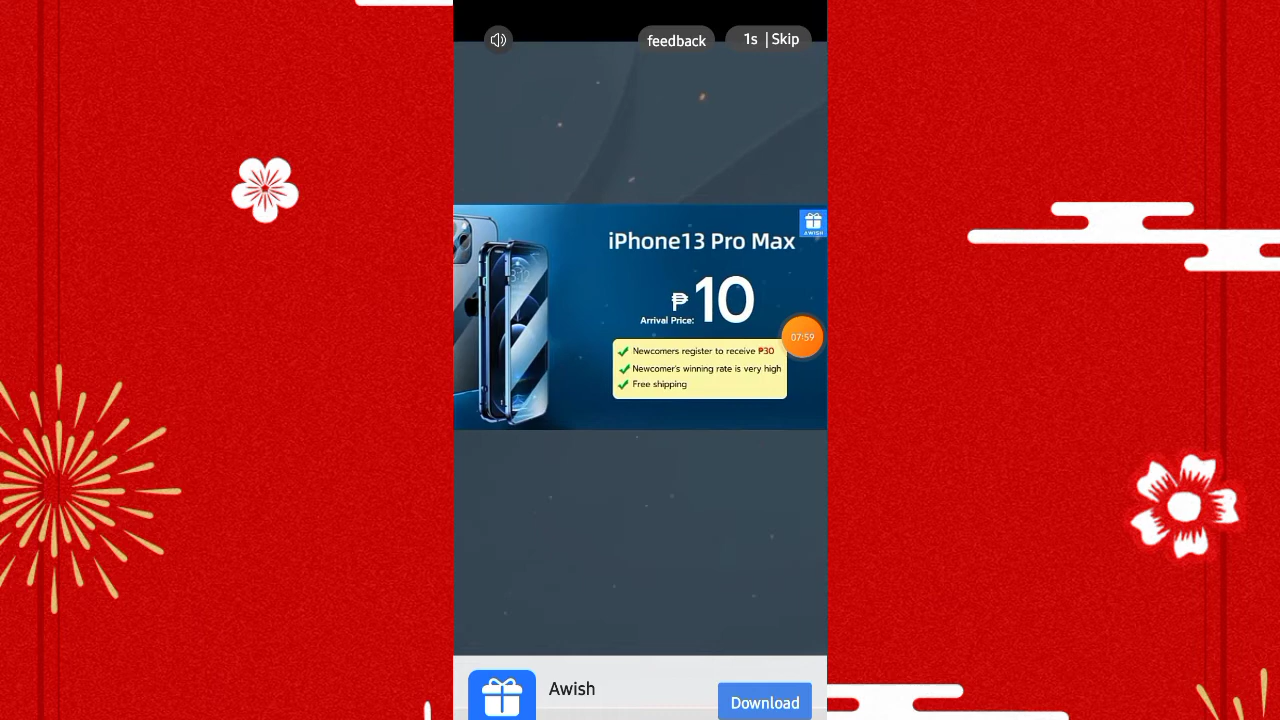 feedback
1s | Skip
AWISH
iPhone13 Pro Max
₱10
Arrival Price:
07:59
Newcomers register to receive ₱30
Newcomer's winning rate is very high
Free shipping
Awish
Download